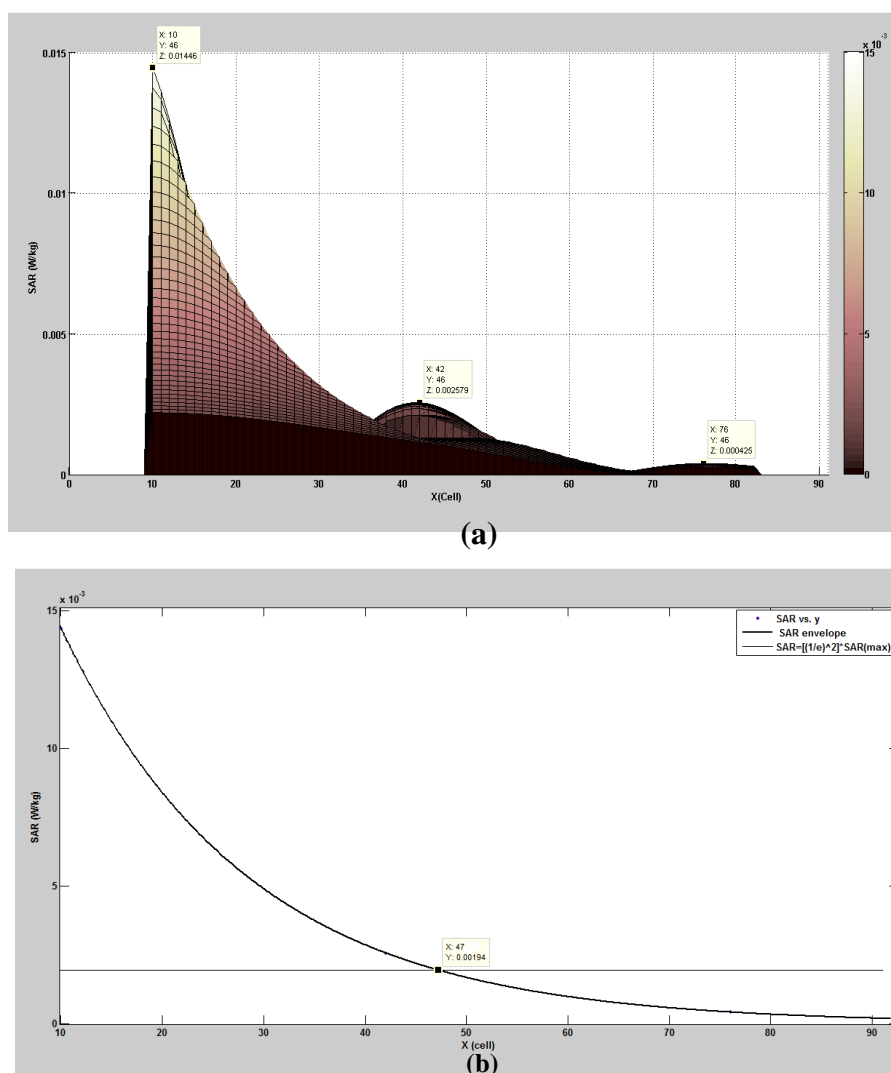 X: 10
Y: 46
Z: 0.01446
x 10⁻³
0.015
15
0.01
10
SAR (W/kg)
0.005
5
X: 42
Y: 46
Z: 0.002579
X: 76
Y: 46
Z: 0.000425
0
0
0 10 20 30 40 50 60 70 80 90
X(Cell)
(a)
x 10⁻³
15
SAR vs. y
SAR envelope
SAR=[(1/e)^2]*SAR(max)
10
SAR (W/kg)
5
X: 47
Y: 0.00194
0
10 20 30 40 50 60 70 80 90
X (cell)
(b)